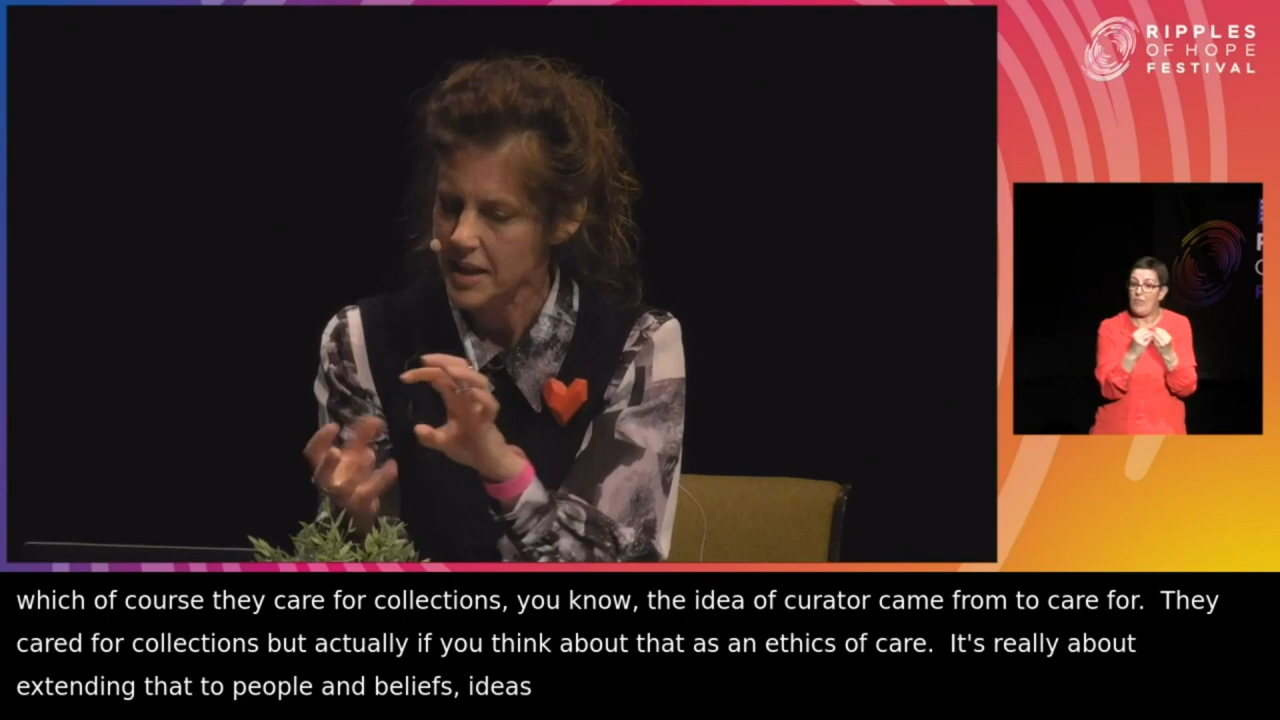 RIPPLES
OF HOPE
FESTIVAL
which of course they care for collections, you know, the idea of curator came from to care for.  They
cared for collections but actually if you think about that as an ethics of care.  It's really about
extending that to people and beliefs, ideas